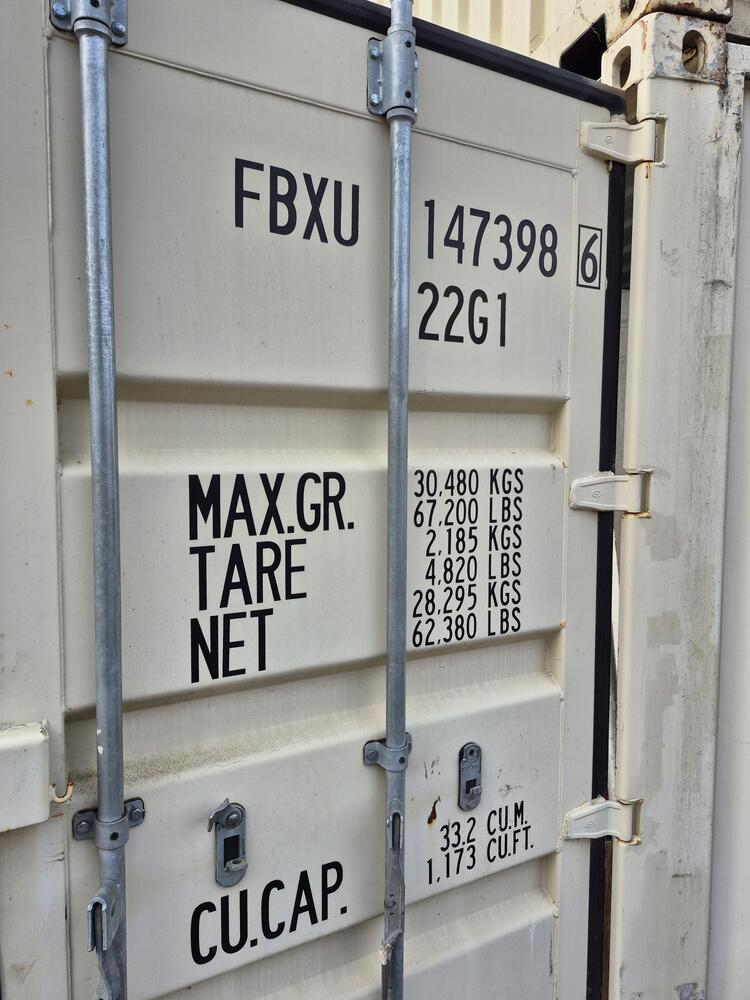 FBXU 147398 6
22G1
MAX.GR. 30,480 KGS
67,200 LBS
TARE 2,185 KGS
4,820 LBS
NET 28,295 KGS
62,380 LBS
CU.CAP. 33.2 CU.M.
1,173 CU.FT.